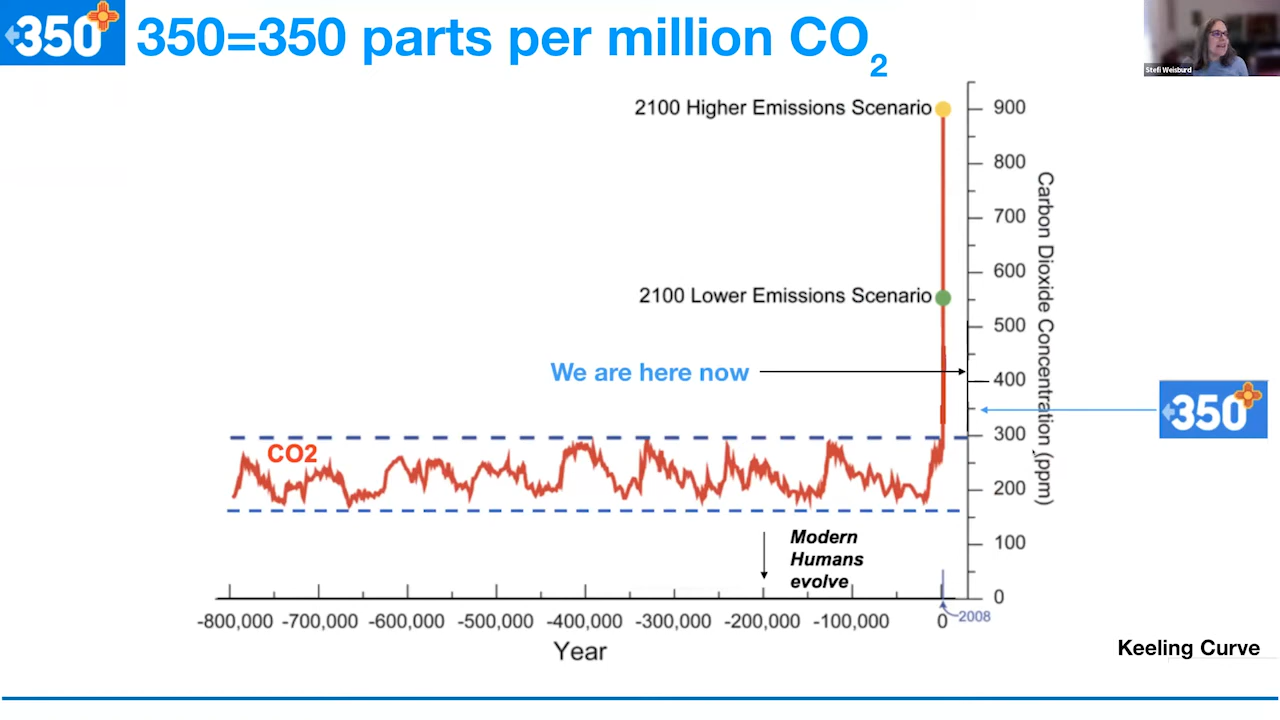 350
350=350 parts per million CO2
Stefi Weisburd
2100 Higher Emissions Scenario
2100 Lower Emissions Scenario
We are here now
CO2
Modern
Humans
evolve
900
800
700
600
500
400
300
200
100
0
Carbon Dioxide Concentration (ppm)
350
-800,000 -700,000 -600,000 -500,000 -400,000 -300,000 -200,000 -100,000 0
2008
Year
Keeling Curve